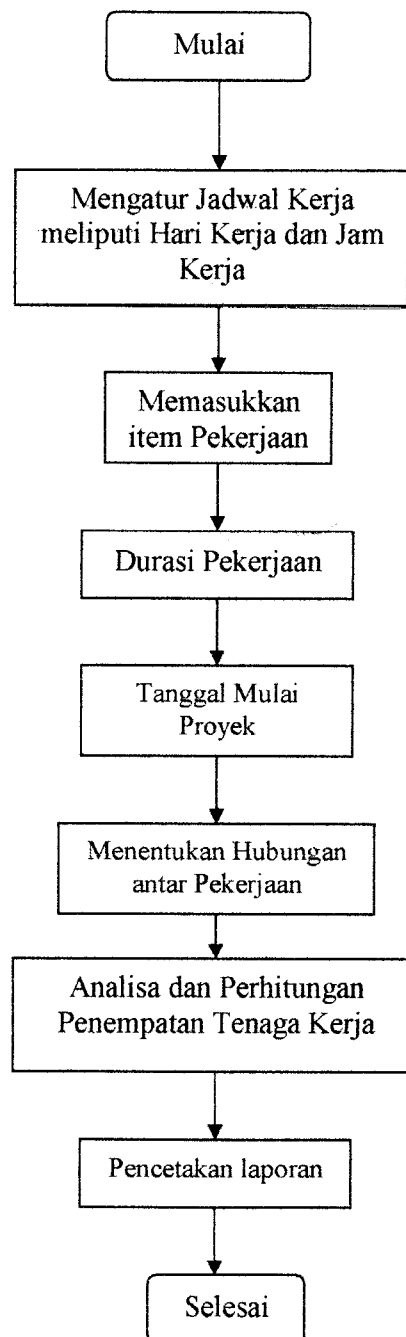 Mulai
Mengatur Jadwal Kerja
meliputi Hari Kerja dan Jam
Kerja
Memasukkan
item Pekerjaan
Durasi Pekerjaan
Tanggal Mulai
Proyek
Menentukan Hubungan
antar Pekerjaan
Analisa dan Perhitungan
Penempatan Tenaga Kerja
Pencetakan laporan
Selesai